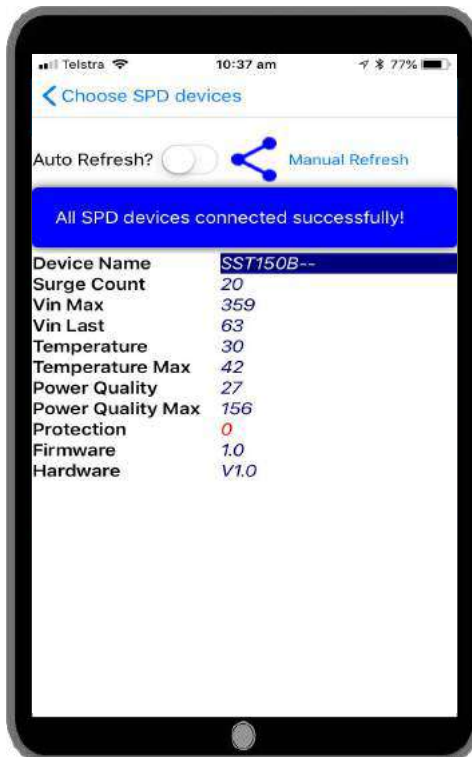 Telstra 10:37 am 77%
Choose SPD devices
Auto Refresh? Manual Refresh
All SPD devices connected successfully!
Device Name SST150B--
Surge Count 20
Vin Max 359
Vin Last 63
Temperature 30
Temperature Max 42
Power Quality 27
Power Quality Max 156
Protection 0
Firmware 1.0
Hardware V1.0